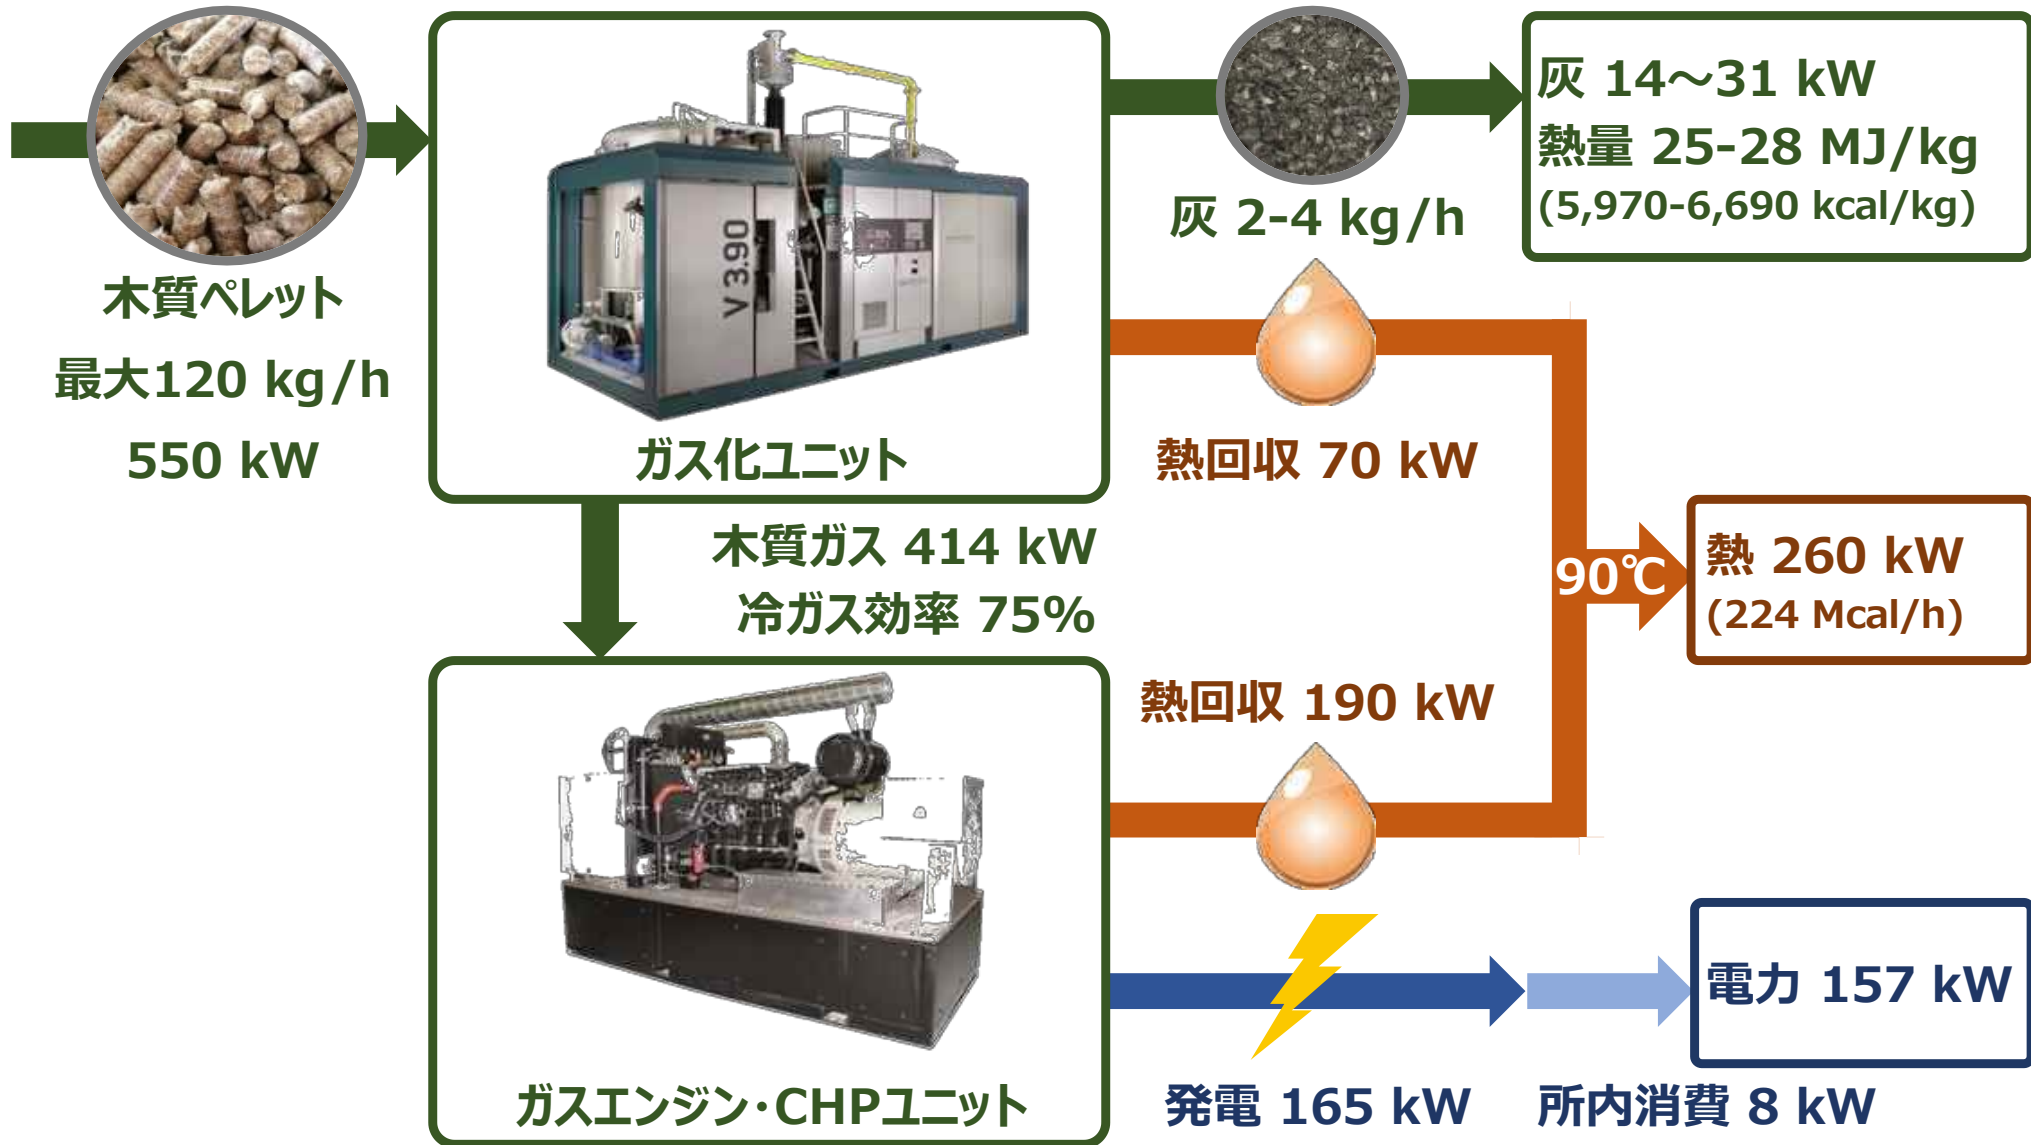 木質ペレット
最大120 kg/h
550 kW
V 3.90
ガス化ユニット
灰 2-4 kg/h
灰 14～31 kW
熱量 25-28 MJ/kg
(5,970-6,690 kcal/kg)
熱回収 70 kW
木質ガス 414 kW
冷ガス効率 75%
90℃
熱 260 kW
(224 Mcal/h)
熱回収 190 kW
ガスエンジン・CHPユニット
発電 165 kW
所内消費 8 kW
電力 157 kW